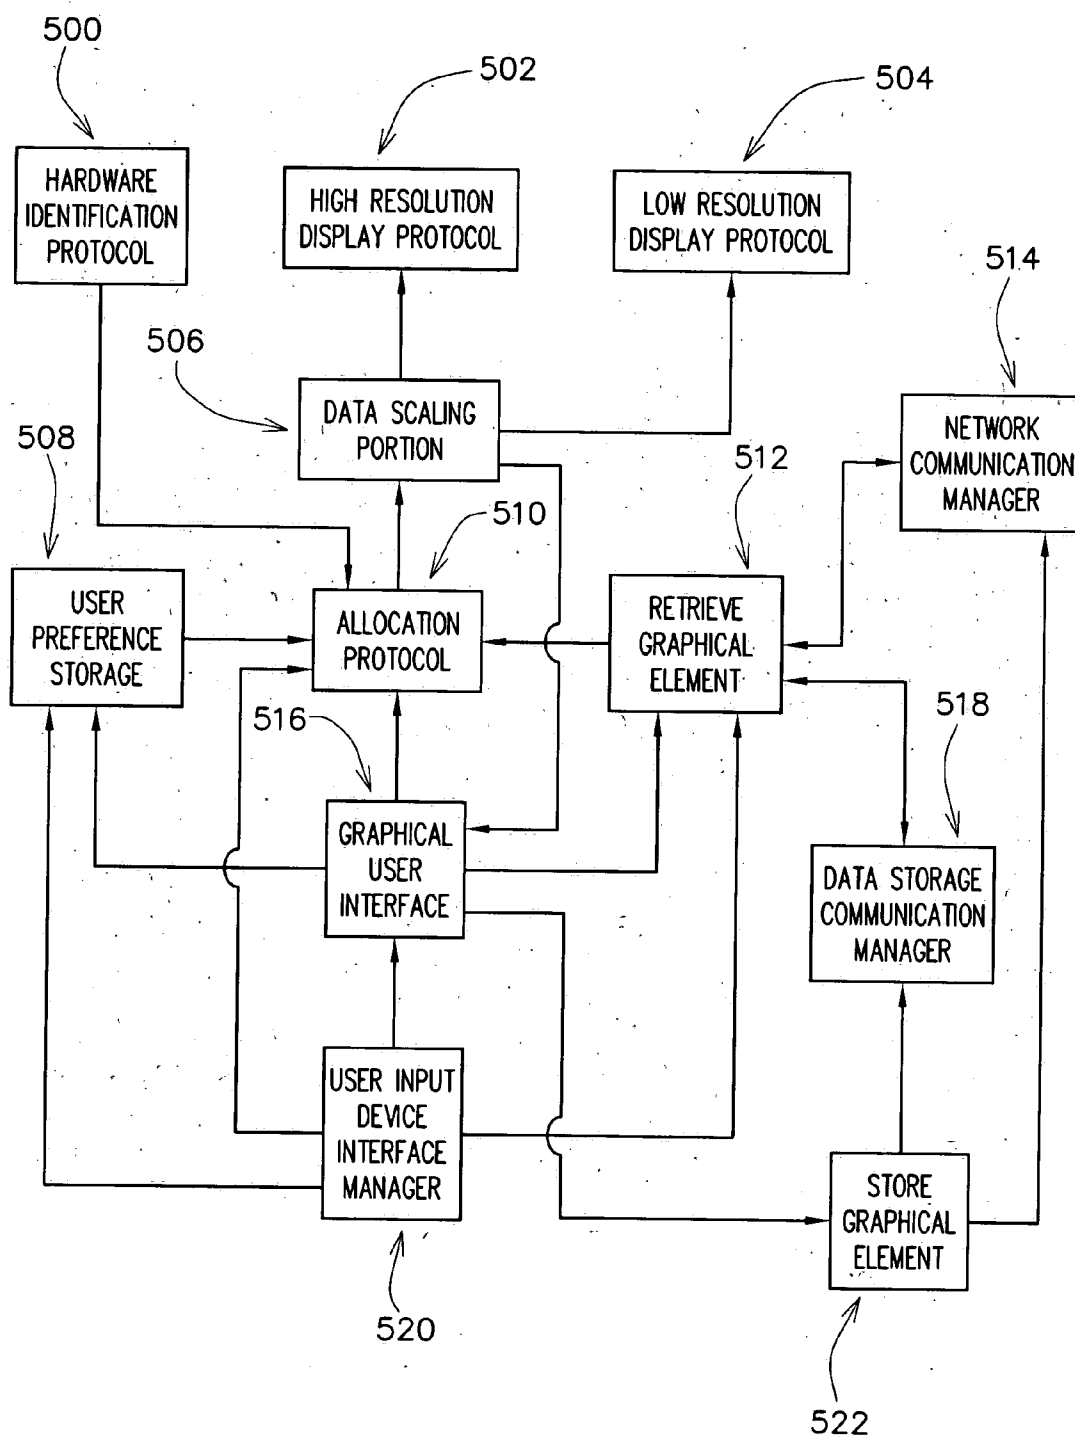 500
502
504
HARDWARE
IDENTIFICATION
PROTOCOL
HIGH RESOLUTION
DISPLAY PROTOCOL
LOW RESOLUTION
DISPLAY PROTOCOL
514
506
DATA SCALING
PORTION
NETWORK
COMMUNICATION
MANAGER
508
512
510
USER
PREFERENCE
STORAGE
ALLOCATION
PROTOCOL
RETRIEVE
GRAPHICAL
ELEMENT
516
518
GRAPHICAL
USER
INTERFACE
DATA STORAGE
COMMUNICATION
MANAGER
USER INPUT
DEVICE
INTERFACE
MANAGER
STORE
GRAPHICAL
ELEMENT
520
522